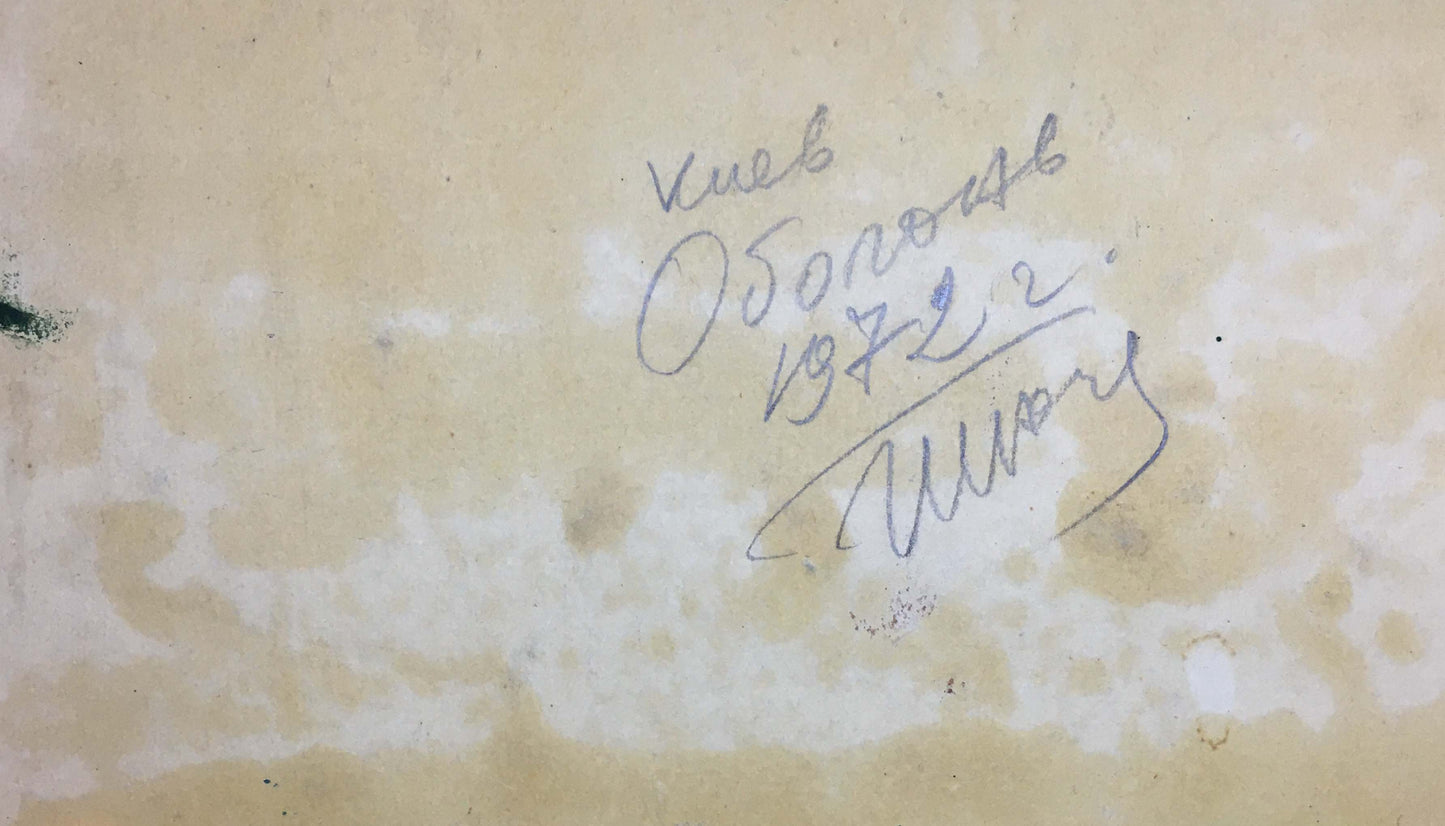 Киев
Оболонь
1972 г.